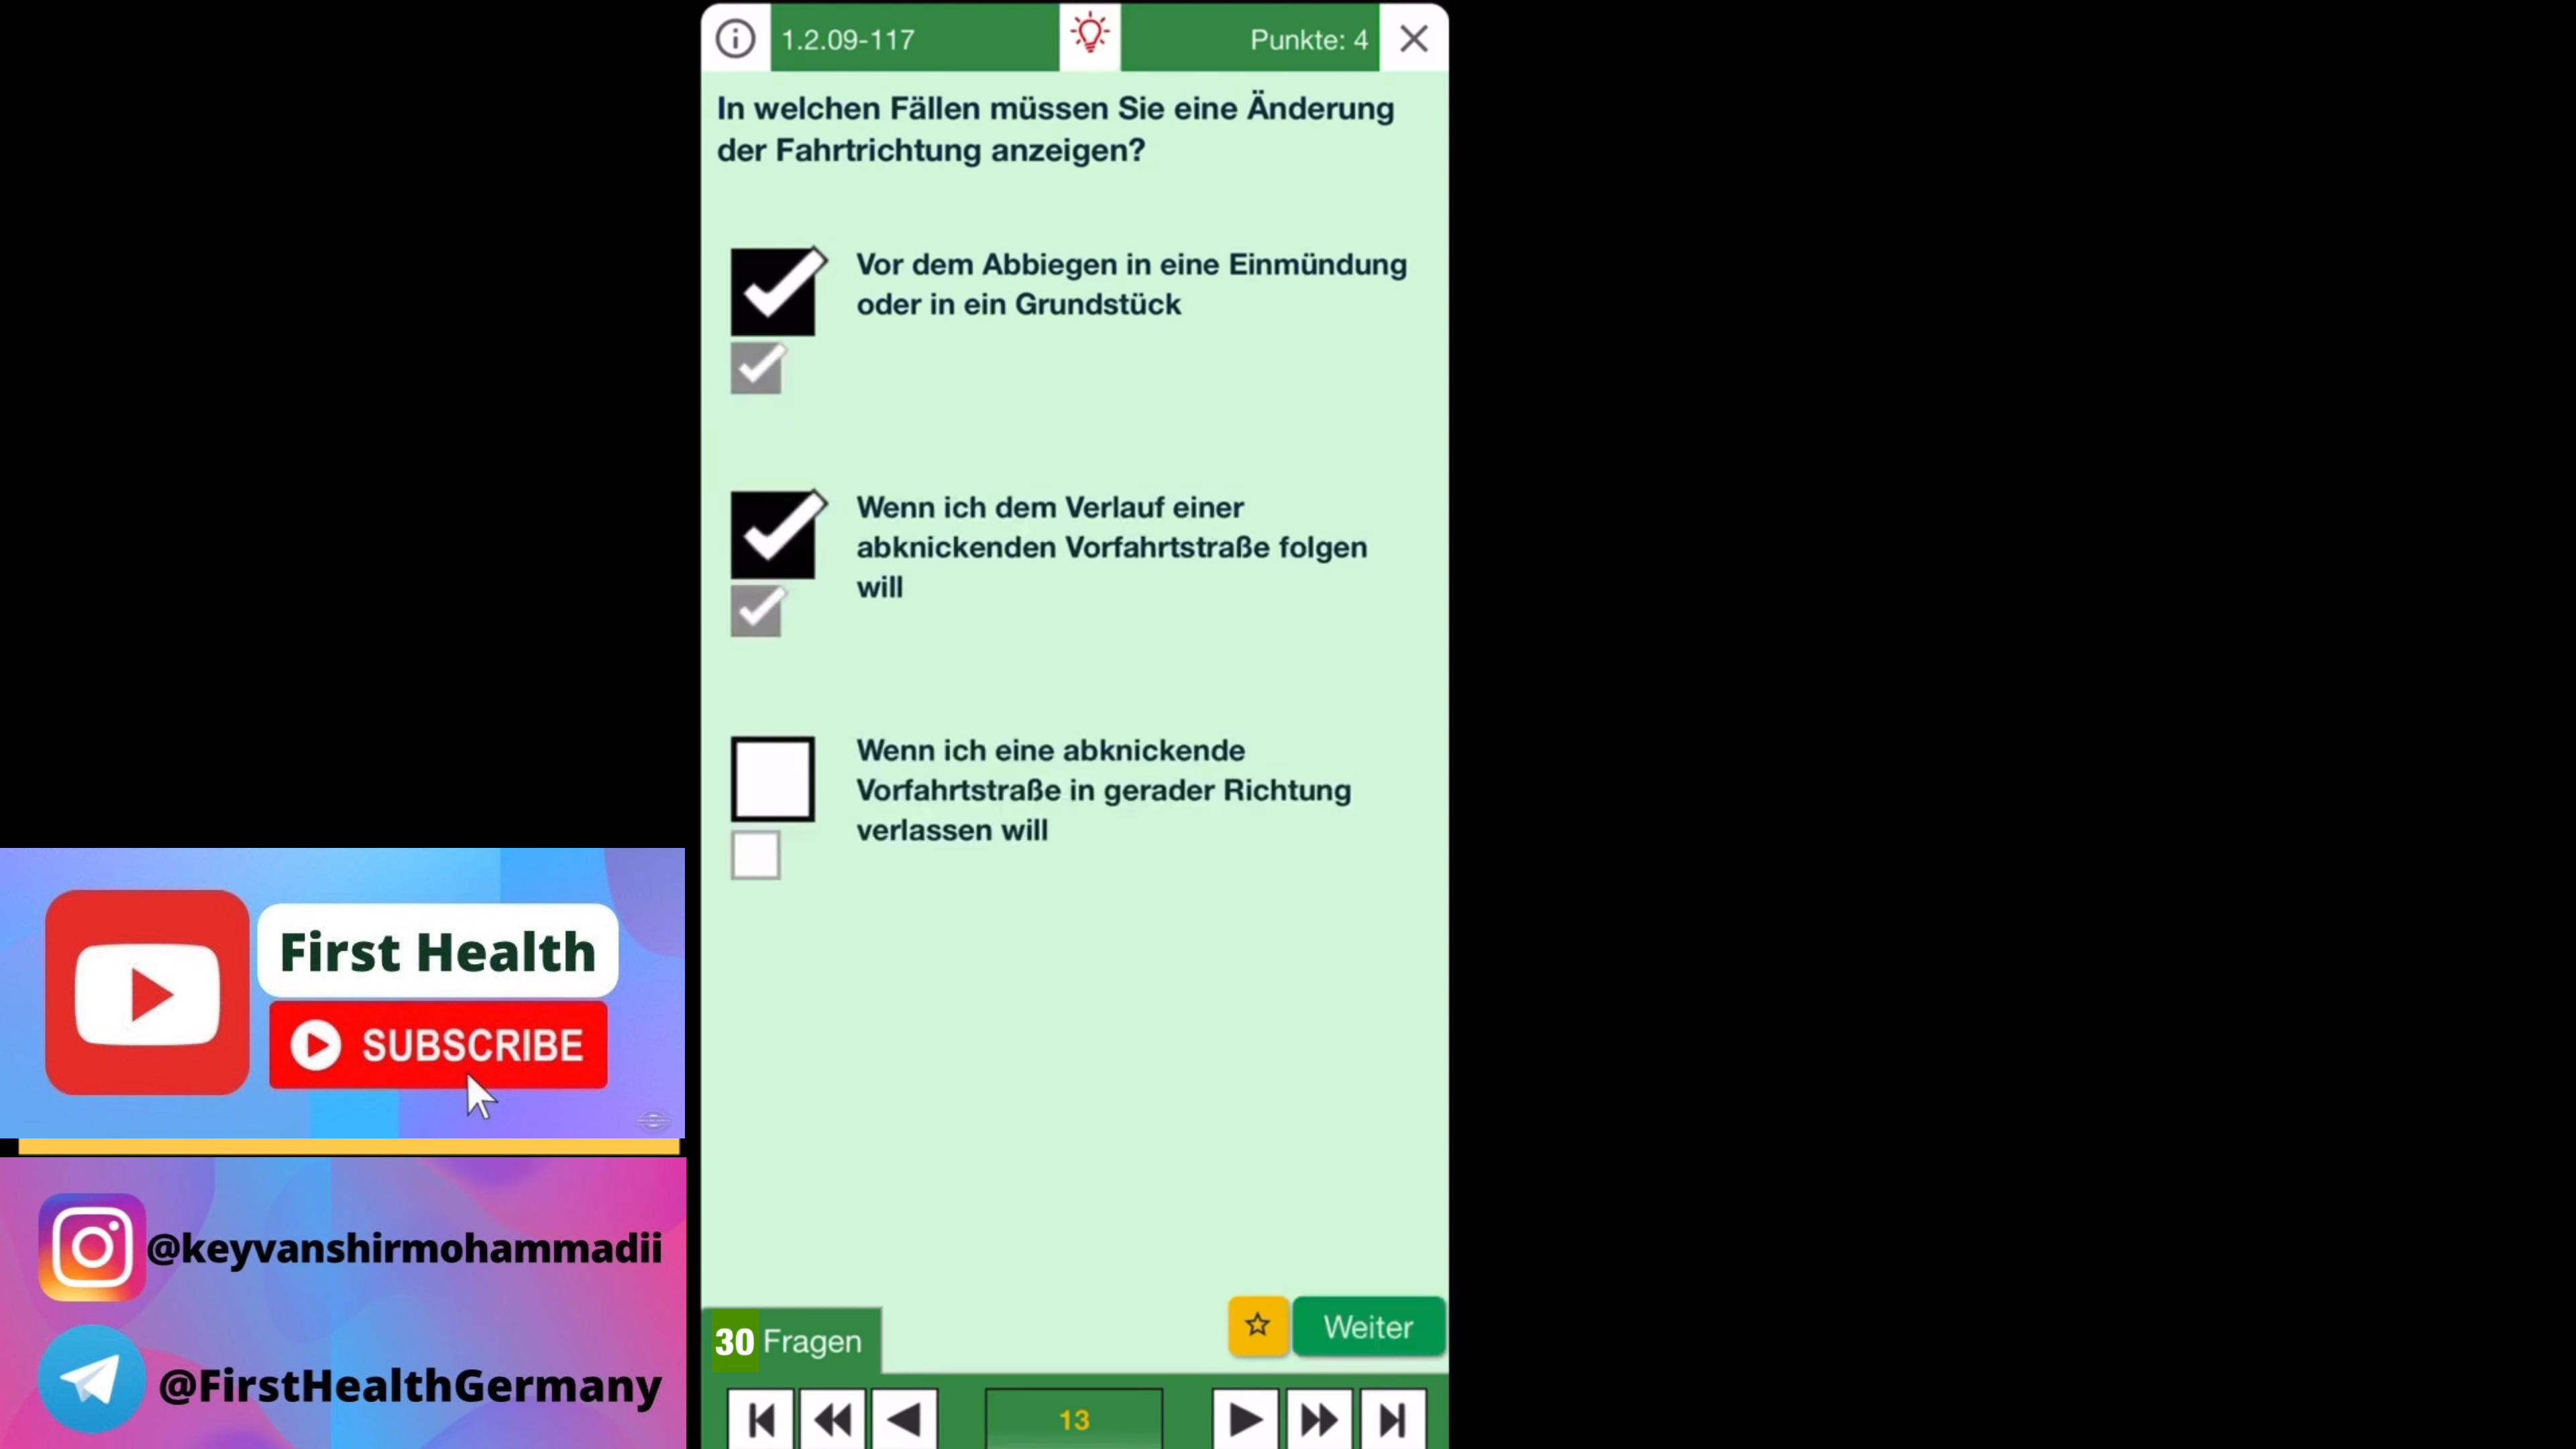 1.2.09-117
Punkte: 4
In welchen Fällen müssen Sie eine Änderung
der Fahrtrichtung anzeigen?
Vor dem Abbiegen in eine Einmündung
oder in ein Grundstück
Wenn ich dem Verlauf einer
abknickenden Vorfahrtstraße folgen
will
Wenn ich eine abknickende
Vorfahrtstraße in gerader Richtung
verlassen will
First Health
SUBSCRIBE
@keyvanshirmohammadii
@FirstHealthGermany
Weiter
30 Fragen
13